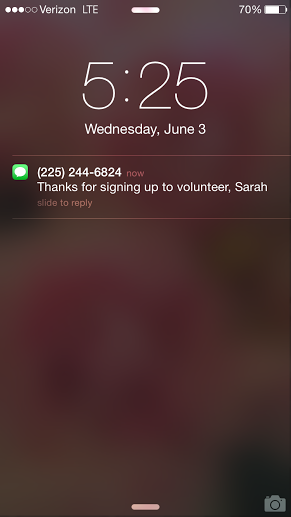 Verizon LTE 70%
5:25
Wednesday, June 3
(225) 244-6824 now
Thanks for signing up to volunteer, Sarah
slide to reply